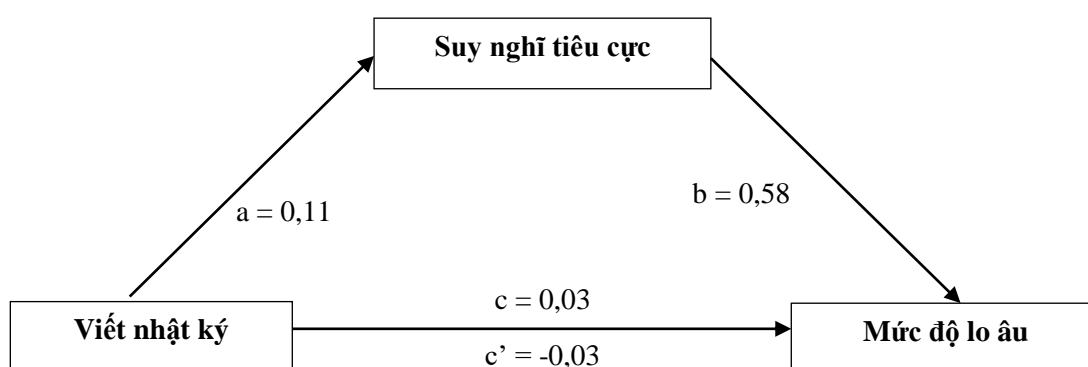 Suy nghĩ tiêu cực
a = 0,11
b = 0,58
c = 0,03
Viết nhật ký
Mức độ lo âu
c’ = -0,03